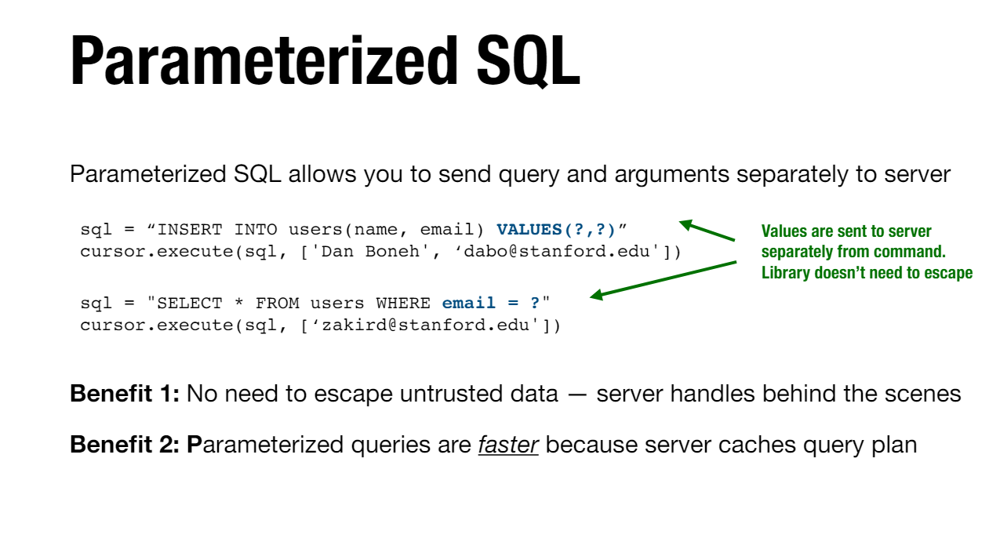 Parameterized SQL
Parameterized SQL allows you to send query and arguments separately to server
sql = “INSERT INTO users(name, email) VALUES(?,?)”
cursor.execute(sql, ['Dan Boneh', ‘dabo@stanford.edu'])
Values are sent to server
separately from command.
Library doesn’t need to escape
sql = "SELECT * FROM users WHERE email = ?"
cursor.execute(sql, [‘zakird@stanford.edu'])
Benefit 1: No need to escape untrusted data — server handles behind the scenes
Benefit 2: Parameterized queries are faster because server caches query plan